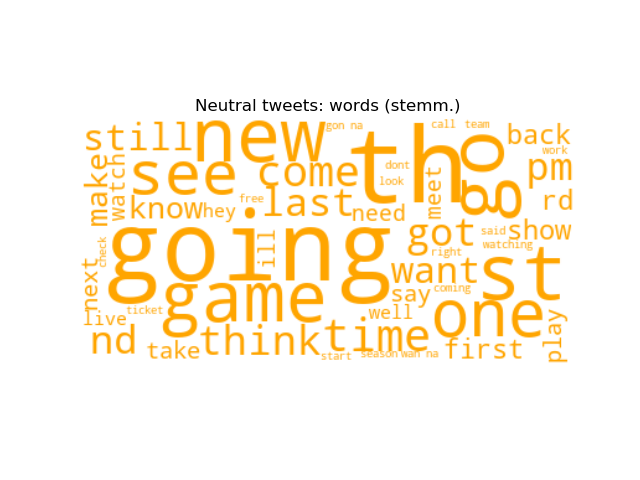 Neutral tweets: words (stemm.)
still
new
gon na
th
call team
go
back
work
make
watch
see
come
dont
look
pm
know
hey
free
last
need
meet
rd
check
going
ill
got
said
show
watching
right
want
st
next
game
say
coming
live
ticket
well
one
nd
take
think
time
start
season
wan na
first
play